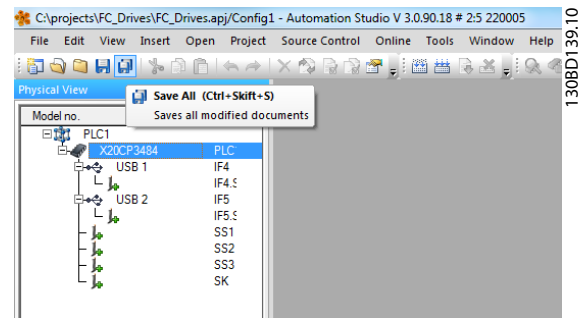 C:\projects\FC_Drives\FC_Drives.apj/Config1 - Automation Studio V 3.0.90.18 # 2:5 220005
File Edit View Insert Open Project Source Control Online Tools Window Help
Physical View
Save All (Ctrl+Skift+S)
Saves all modified documents
Model no.
PLC1
X20CP3484 PLC
USB 1 IF4
IF4.S
USB 2 IF5
IF5.S
SS1
SS2
SS3
SK
130BD139.10